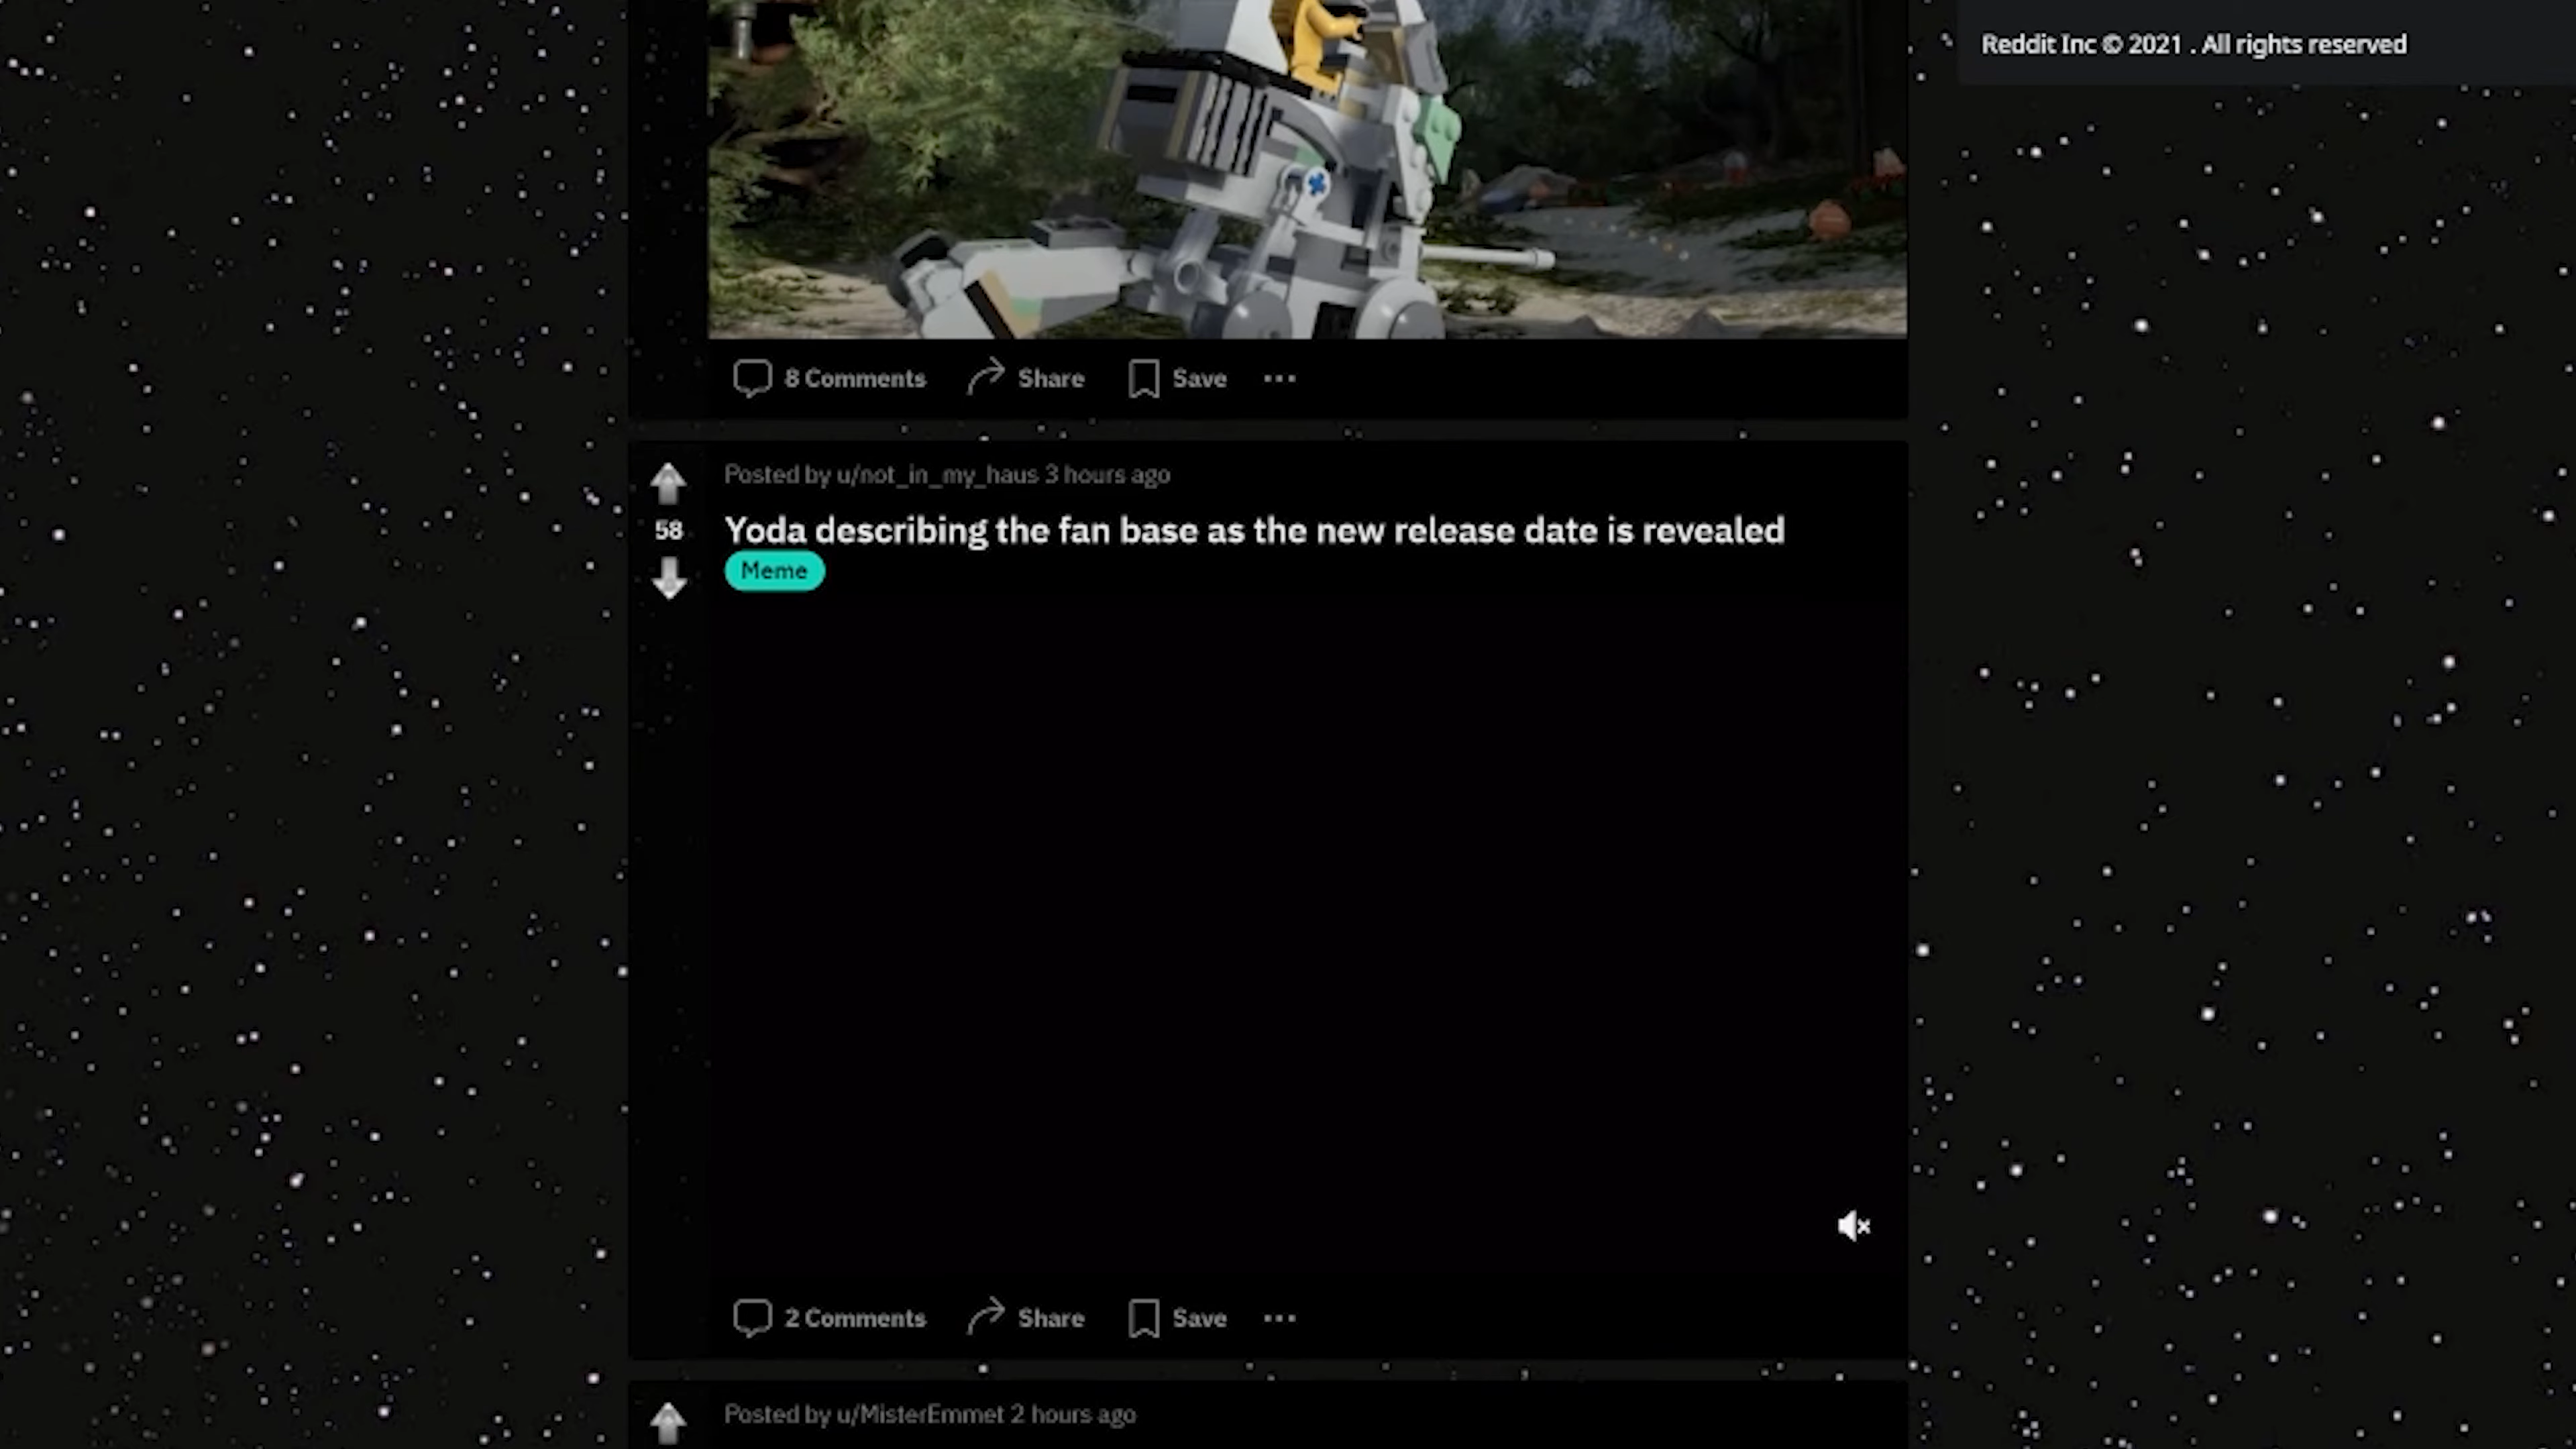 Reddit Inc © 2021 . All rights reserved
8 Comments Share Save
Posted by u/not_in_my_haus 3 hours ago
58
Yoda describing the fan base as the new release date is revealed
Meme
2 Comments Share Save
Posted by u/MisterEmmet 2 hours ago